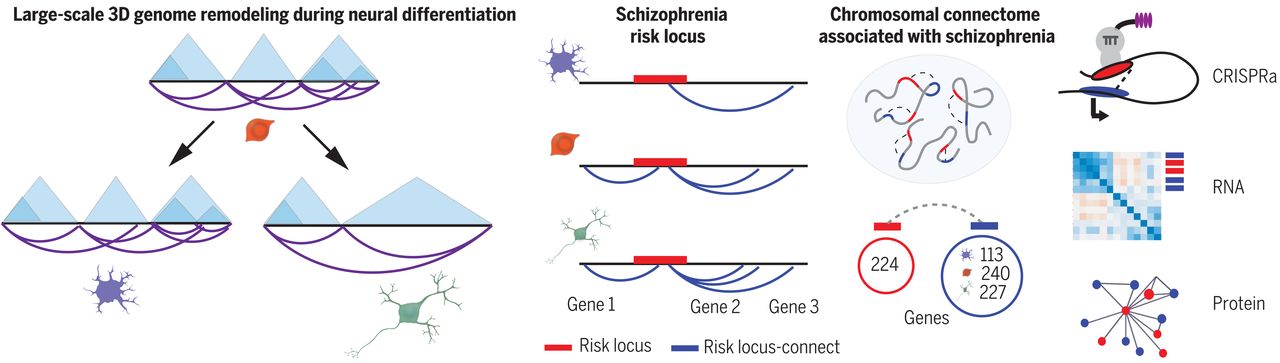 Large-scale 3D genome remodeling during neural differentiation
Schizophrenia
risk locus
Gene 1
Gene 2
Gene 3
Risk locus
Risk locus-connect
Chromosomal connectome
associated with schizophrenia
224
113
240
227
Genes
CRISPRa
RNA
Protein